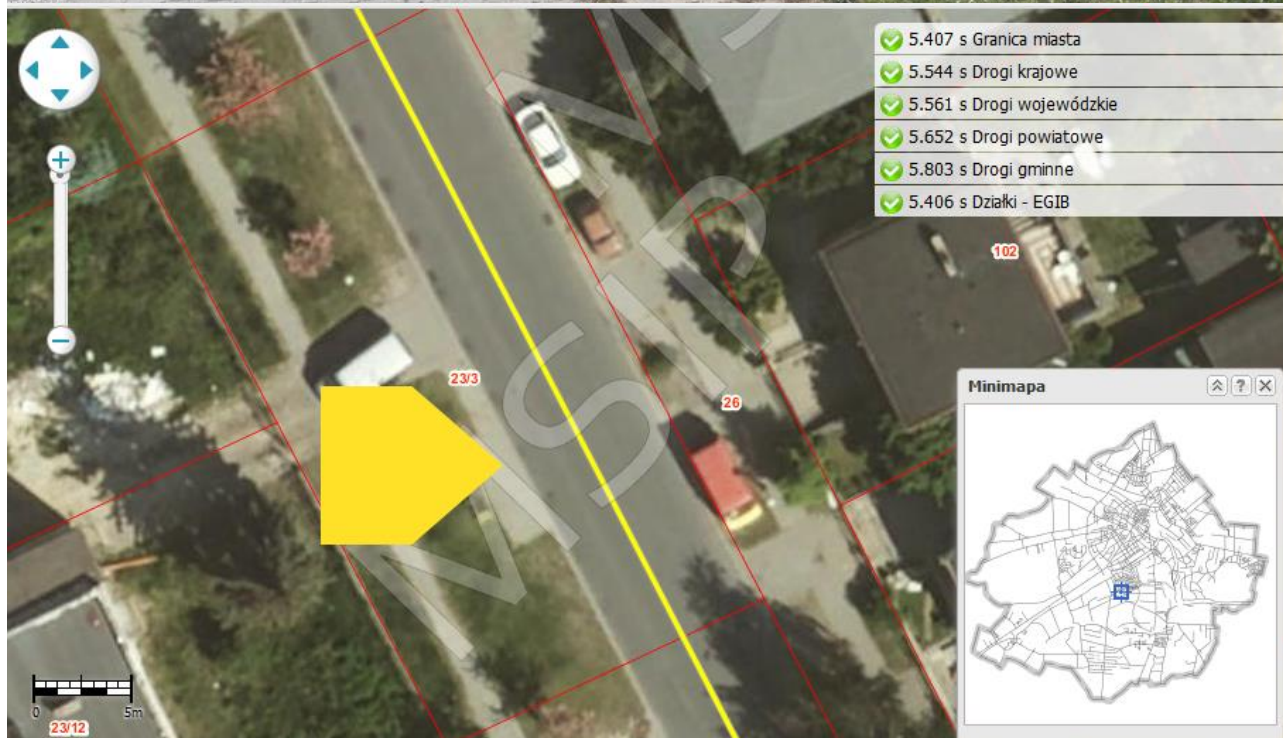 5.407 s Granica miasta
5.544 s Drogi krajowe
5.561 s Drogi wojewódzkie
5.652 s Drogi powiatowe
5.803 s Drogi gminne
5.406 s Działki - EGIB
102
23/3
26
Minimapa
MSIP
0 5m
23/12